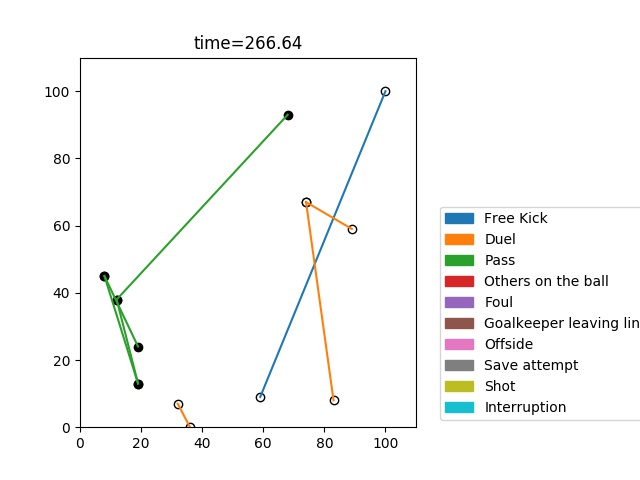 time=266.64
100
80
60
40
20
0
0 20 40 60 80 100
Free Kick
Duel
Pass
Others on the ball
Foul
Goalkeeper leaving lin
Offside
Save attempt
Shot
Interruption